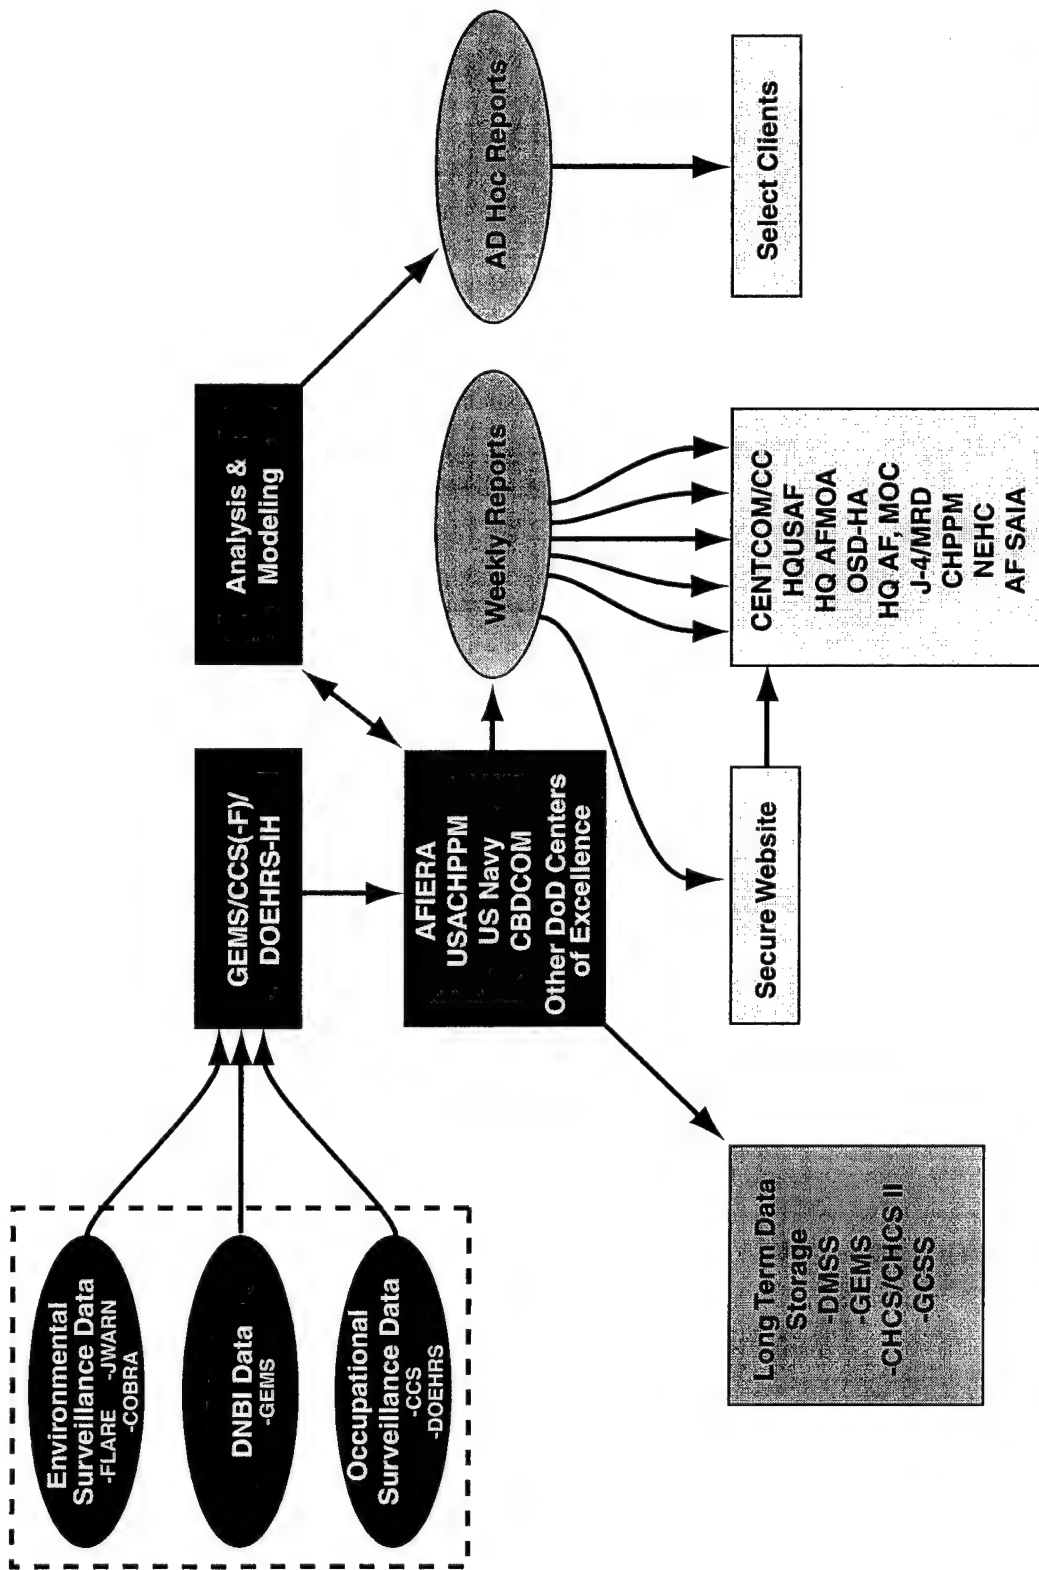 Environmental
Surveillance Data
-FLARE -JWARN
-COBRA
DNBI Data
-GEMS
Occupational
Surveillance Data
-CCS
-DOEHRS
GEMS/CCS(-F)/
DOEHRS-IH
Analysis &
Modeling
AFIERA
USACHPPM
US Navy
CBDCOM
Other DoD Centers
of Excellence
Weekly Reports
AD Hoc Reports
Long Term Data
Storage
-DMSS
-GEMS
-CHCS/CHCS II
-GCSS
Secure Website
CENTCOM/CC
HQUSAF
HQ AFMOA
OSD-HA
HQ AF, MOC
J-4/MRD
CHPPM
NEHC
AF SAIA
Select Clients